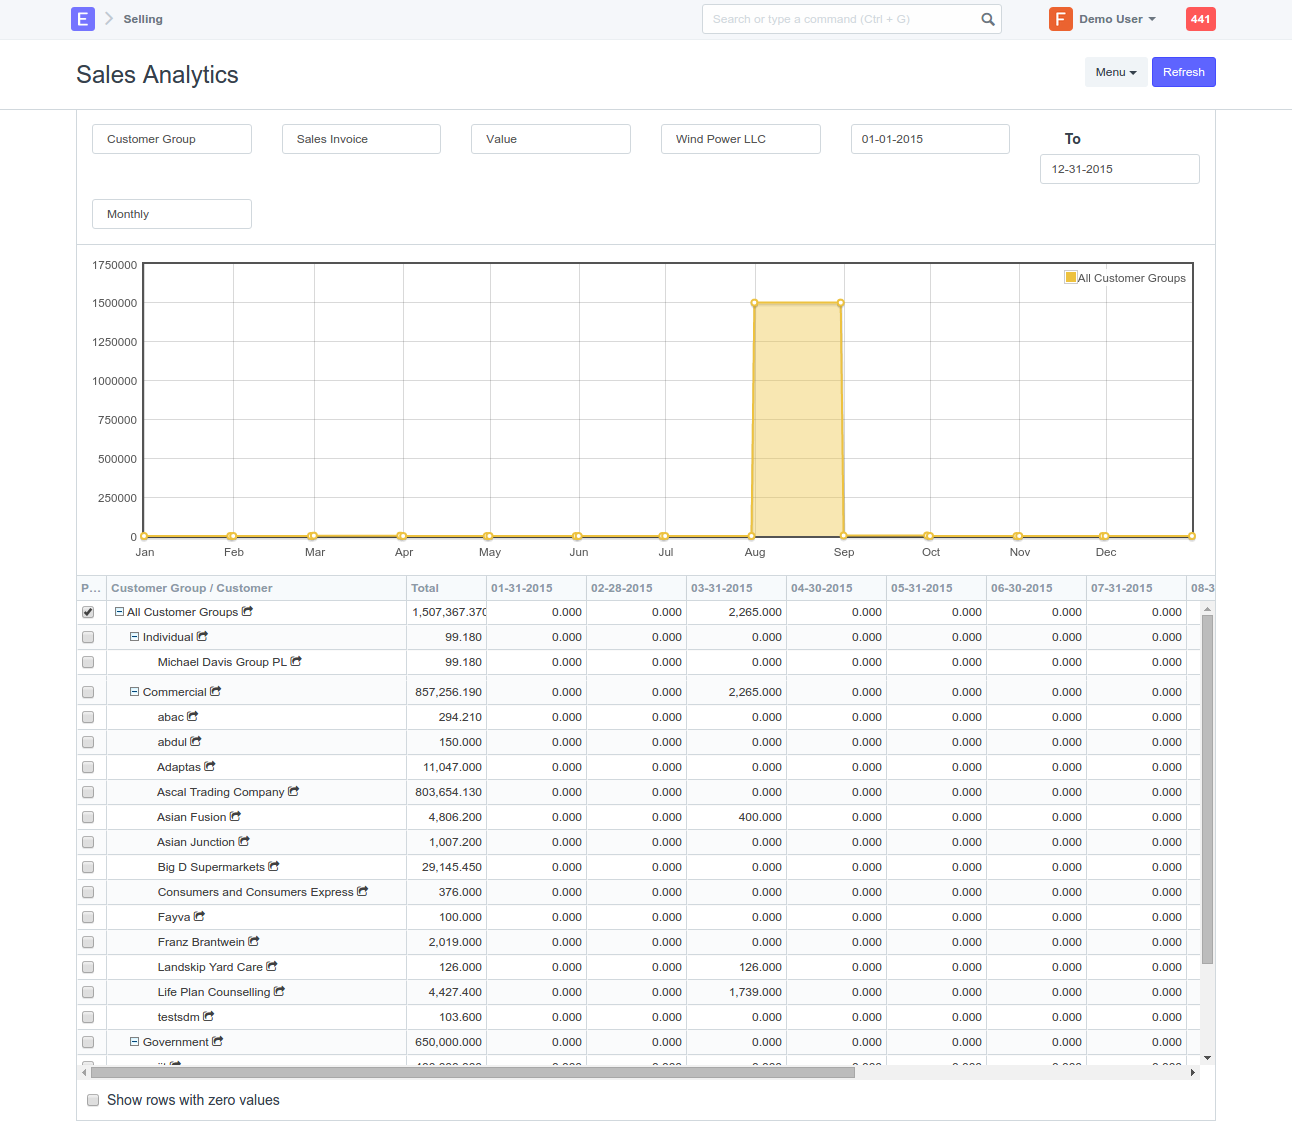 E Selling Search or type a command (Ctrl + G) F Demo User 441
Sales Analytics Menu Refresh
Customer Group Sales Invoice Value Wind Power LLC 01-01-2015 To
12-31-2015
Monthly
All Customer Groups
1750000
1500000
1250000
1000000
750000
500000
250000
0
Jan Feb Mar Apr May Jun Jul Aug Sep Oct Nov Dec
P... Customer Group / Customer Total 01-31-2015 02-28-2015 03-31-2015 04-30-2015 05-31-2015 06-30-2015 07-31-2015 08-3
All Customer Groups 1,507,367.370 0.000 0.000 2,265.000 0.000 0.000 0.000 0.000
Individual 99.180 0.000 0.000 0.000 0.000 0.000 0.000 0.000
Michael Davis Group PL 99.180 0.000 0.000 0.000 0.000 0.000 0.000 0.000
Commercial 857,256.190 0.000 0.000 2,265.000 0.000 0.000 0.000 0.000
abac 294.210 0.000 0.000 0.000 0.000 0.000 0.000 0.000
abdul 150.000 0.000 0.000 0.000 0.000 0.000 0.000 0.000
Adaptas 11,047.000 0.000 0.000 0.000 0.000 0.000 0.000 0.000
Ascal Trading Company 803,654.130 0.000 0.000 0.000 0.000 0.000 0.000 0.000
Asian Fusion 4,806.200 0.000 0.000 400.000 0.000 0.000 0.000 0.000
Asian Junction 1,007.200 0.000 0.000 0.000 0.000 0.000 0.000 0.000
Big D Supermarkets 29,145.450 0.000 0.000 0.000 0.000 0.000 0.000 0.000
Consumers and Consumers Express 376.000 0.000 0.000 0.000 0.000 0.000 0.000 0.000
Fayva 100.000 0.000 0.000 0.000 0.000 0.000 0.000 0.000
Franz Brantwein 2,019.000 0.000 0.000 0.000 0.000 0.000 0.000 0.000
Landskip Yard Care 126.000 0.000 0.000 126.000 0.000 0.000 0.000 0.000
Life Plan Counselling 4,427.400 0.000 0.000 1,739.000 0.000 0.000 0.000 0.000
testsdm 103.600 0.000 0.000 0.000 0.000 0.000 0.000 0.000
Government 650,000.000 0.000 0.000 0.000 0.000 0.000 0.000 0.000
Show rows with zero values